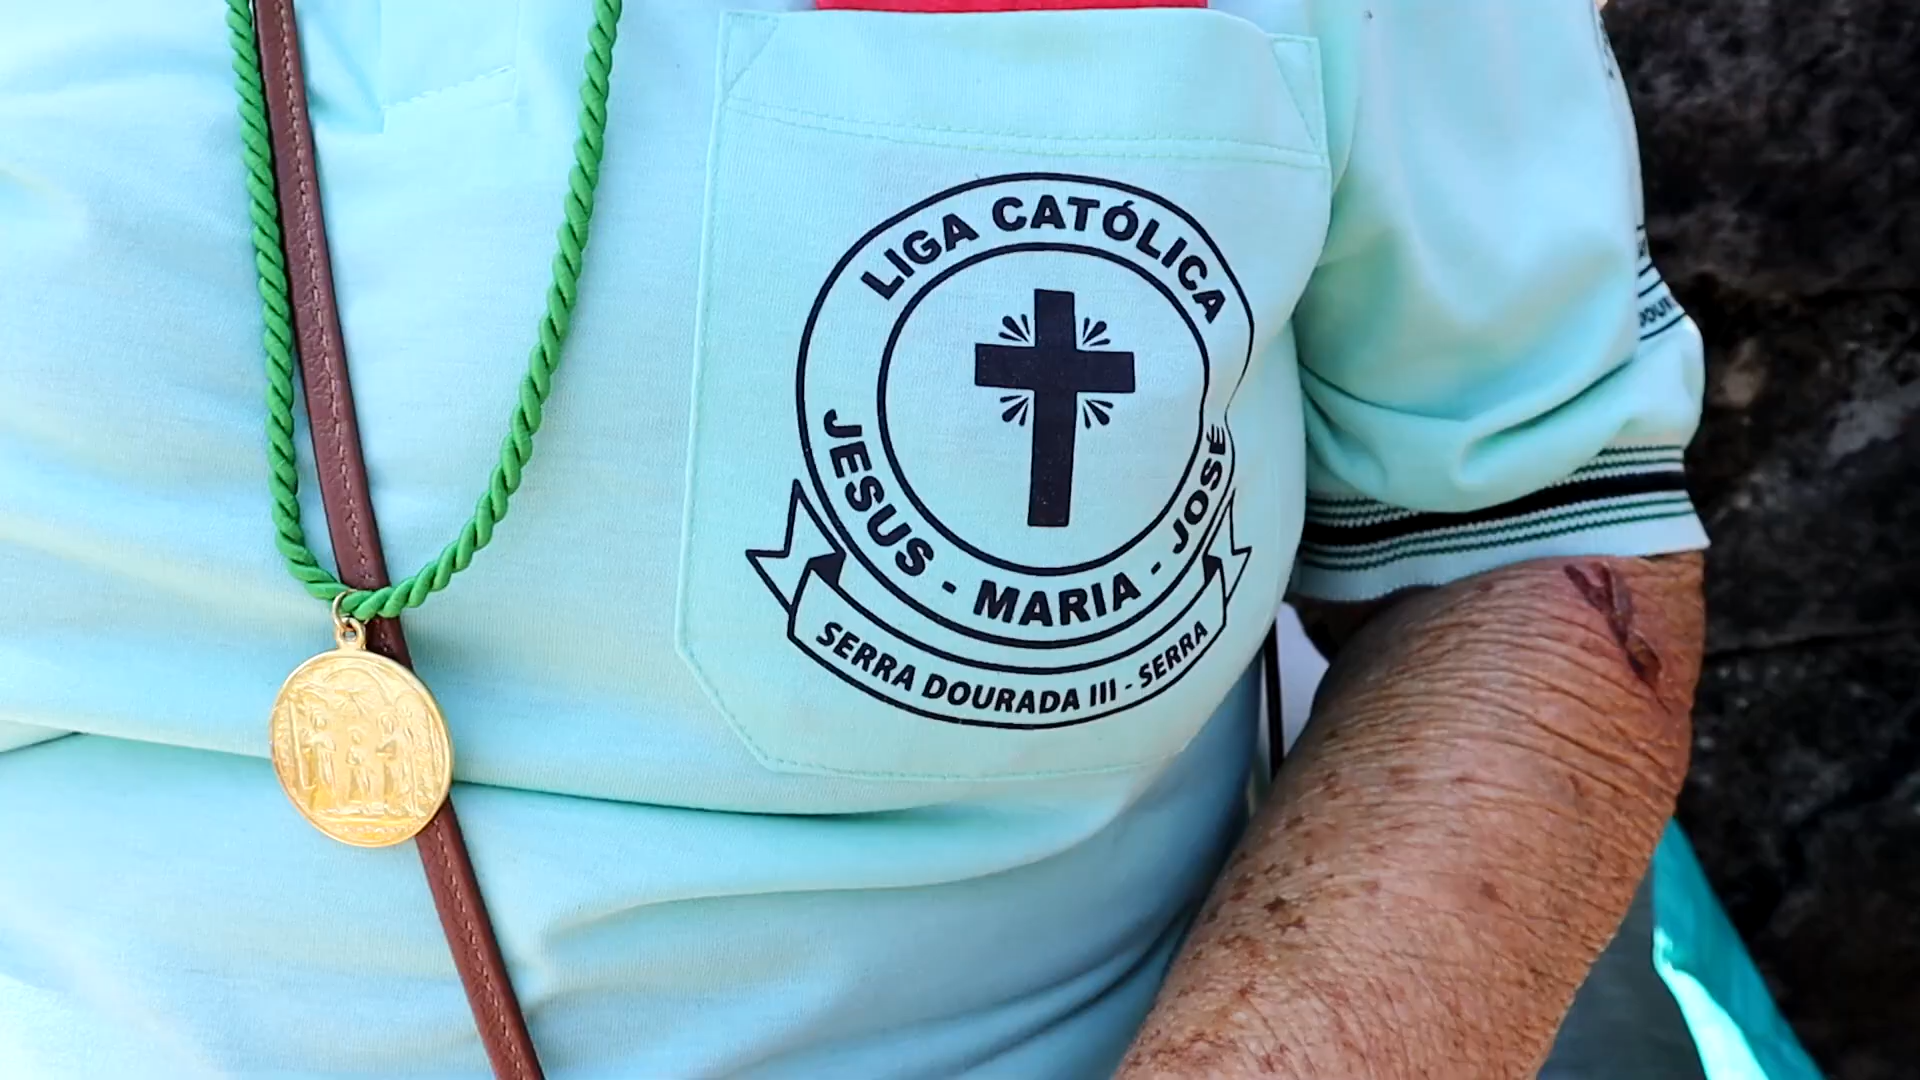 LIGA CATÓLICA
JESUS - MARIA - JOSÉ
SERRA DOURADA III - SERRA